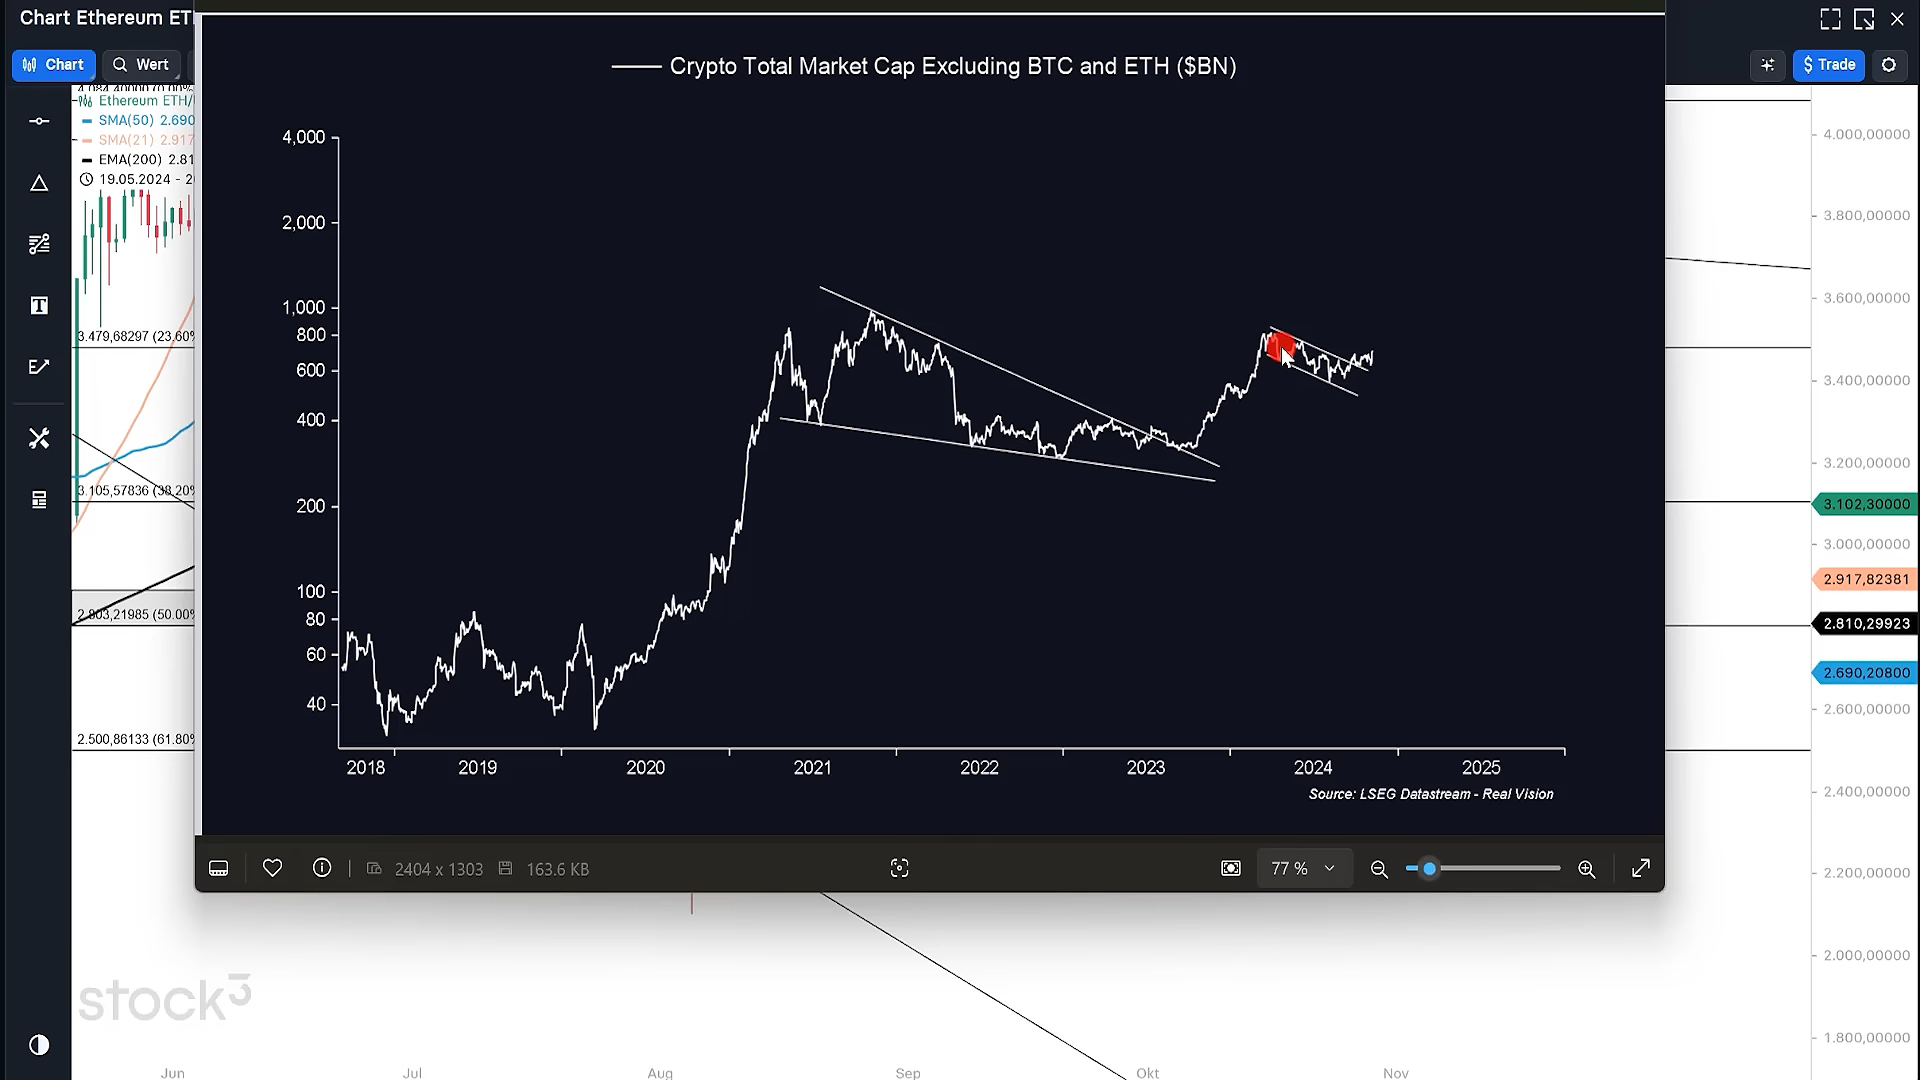 Chart Ethereum ET
Chart
Wert
$ Trade
Ethereum ETH/
SMA(50) 2.690
SMA(21) 2.917
EMA(200) 2.81
19.05.2024 - 2
3.479,68297 (23.60%
3.105,57836 (38.20%
2.803,21985 (50.00%
2.500,86133 (61.80%
Crypto Total Market Cap Excluding BTC and ETH ($BN)
4,000
2,000
1,000
800
600
400
200
100
80
60
40
2018 2019 2020 2021 2022 2023 2024 2025
Source: LSEG Datastream - Real Vision
2404 x 1303 163.6 KB
77 %
4.000,00000
3.800,00000
3.600,00000
3.400,00000
3.200,00000
3.102,30000
3.000,00000
2.917,82381
2.810,29923
2.690,20800
2.600,00000
2.400,00000
2.200,00000
2.000,00000
1.800,00000
stock3
Jun Jul Aug Sep Okt Nov